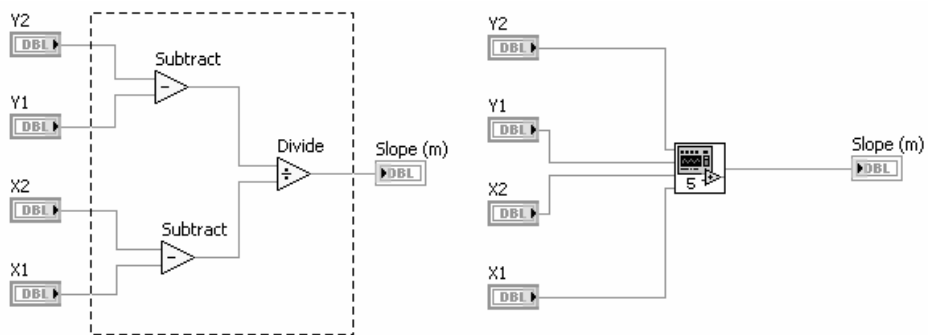 Y2
DBL
Subtract
-
Y1
DBL
Divide
÷
Slope (m)
DBL
X2
DBL
Subtract
-
X1
DBL
Y2
DBL
Y1
DBL
Slope (m)
DBL
5
X2
DBL
X1
DBL